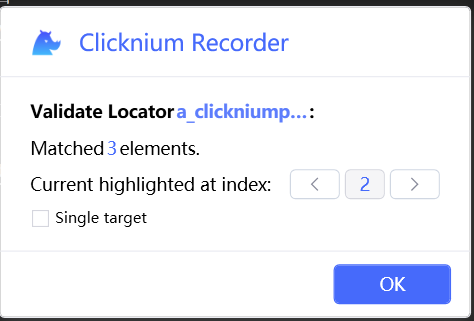 Clicknium Recorder
Validate Locator a_clickniump...:
Matched 3 elements.
Current highlighted at index: < 2 >
Single target
OK